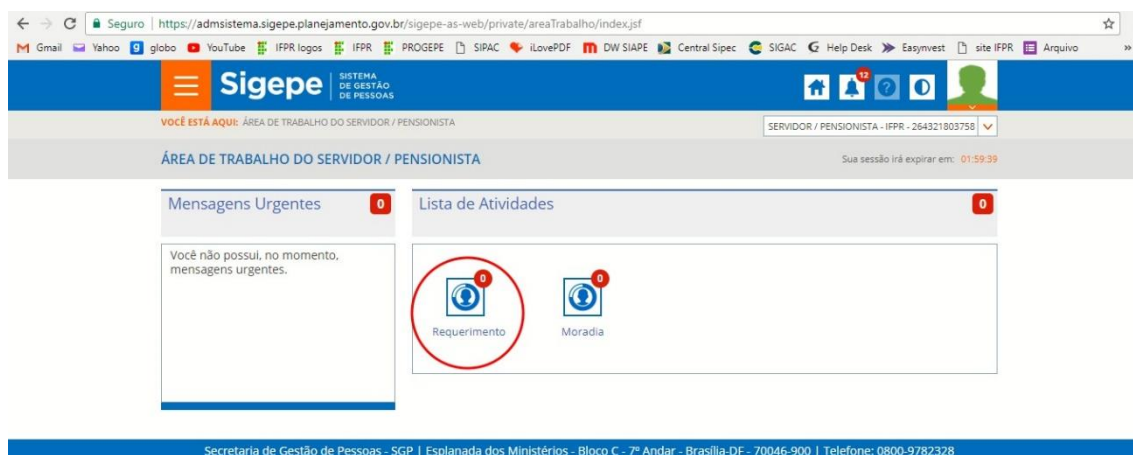 Seguro | https://admsistema.sigepe.planejamento.gov.br/sigepe-as-web/private/areaTrabalho/index.jsf
Gmail Yahoo globo YouTube IFPR logos IFPR PROGEPE SIPAC iLovePDF DW SIAPE Central Sipec SIGAC Help Desk Easynvest site IFPR Arquivo »
Sigepe SISTEMA
DE GESTÃO
DE PESSOAS
12
VOCÊ ESTÁ AQUI: ÁREA DE TRABALHO DO SERVIDOR / PENSIONISTA
SERVIDOR / PENSIONISTA - IFPR - 264321803758
ÁREA DE TRABALHO DO SERVIDOR / PENSIONISTA
Sua sessão irá expirar em: 01:59:39
Mensagens Urgentes 0
Lista de Atividades 0
Você não possui, no momento,
mensagens urgentes.
0 0
Requerimento Moradia
Secretaria de Gestão de Pessoas - SGP | Esplanada dos Ministérios - Bloco C - 7º Andar - Brasília-DF - 70046-900 | Telefone: 0800-9782328